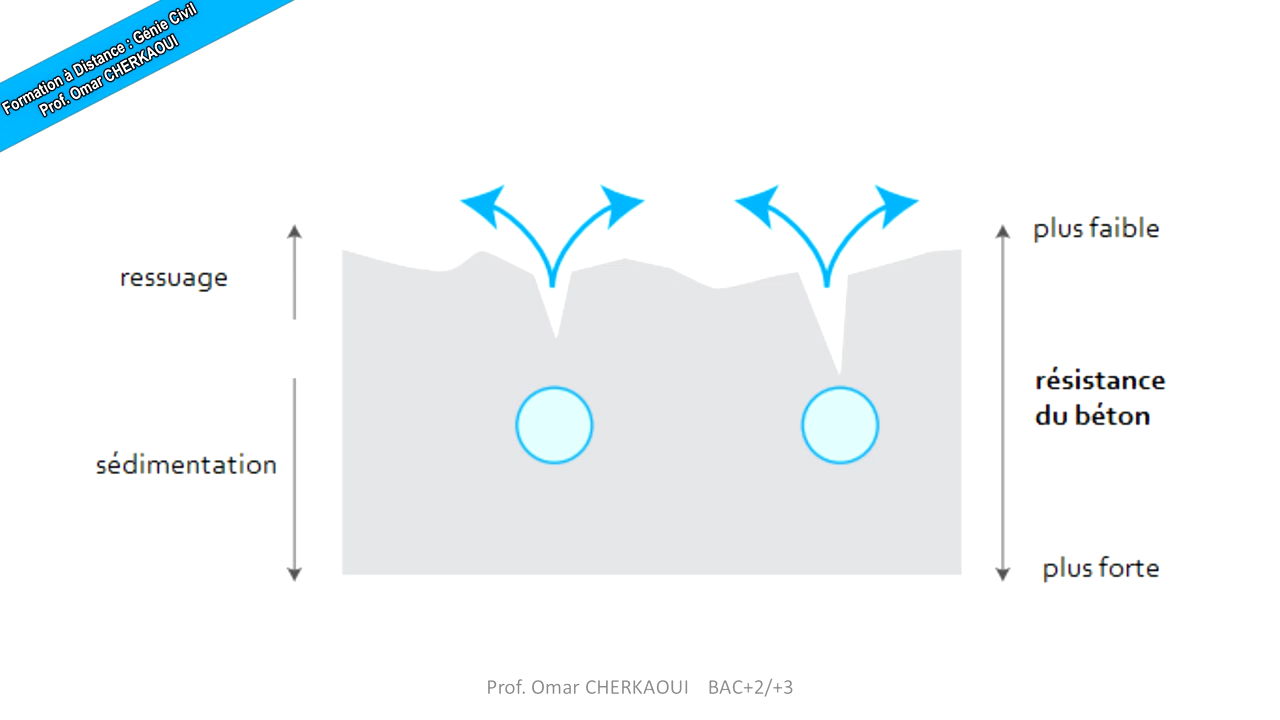 Formation à Distance : Génie Civil
Prof. Omar CHERKAOUI
plus faible
ressuage
résistance
du béton
sédimentation
plus forte
Prof. Omar CHERKAOUI BAC+2/+3